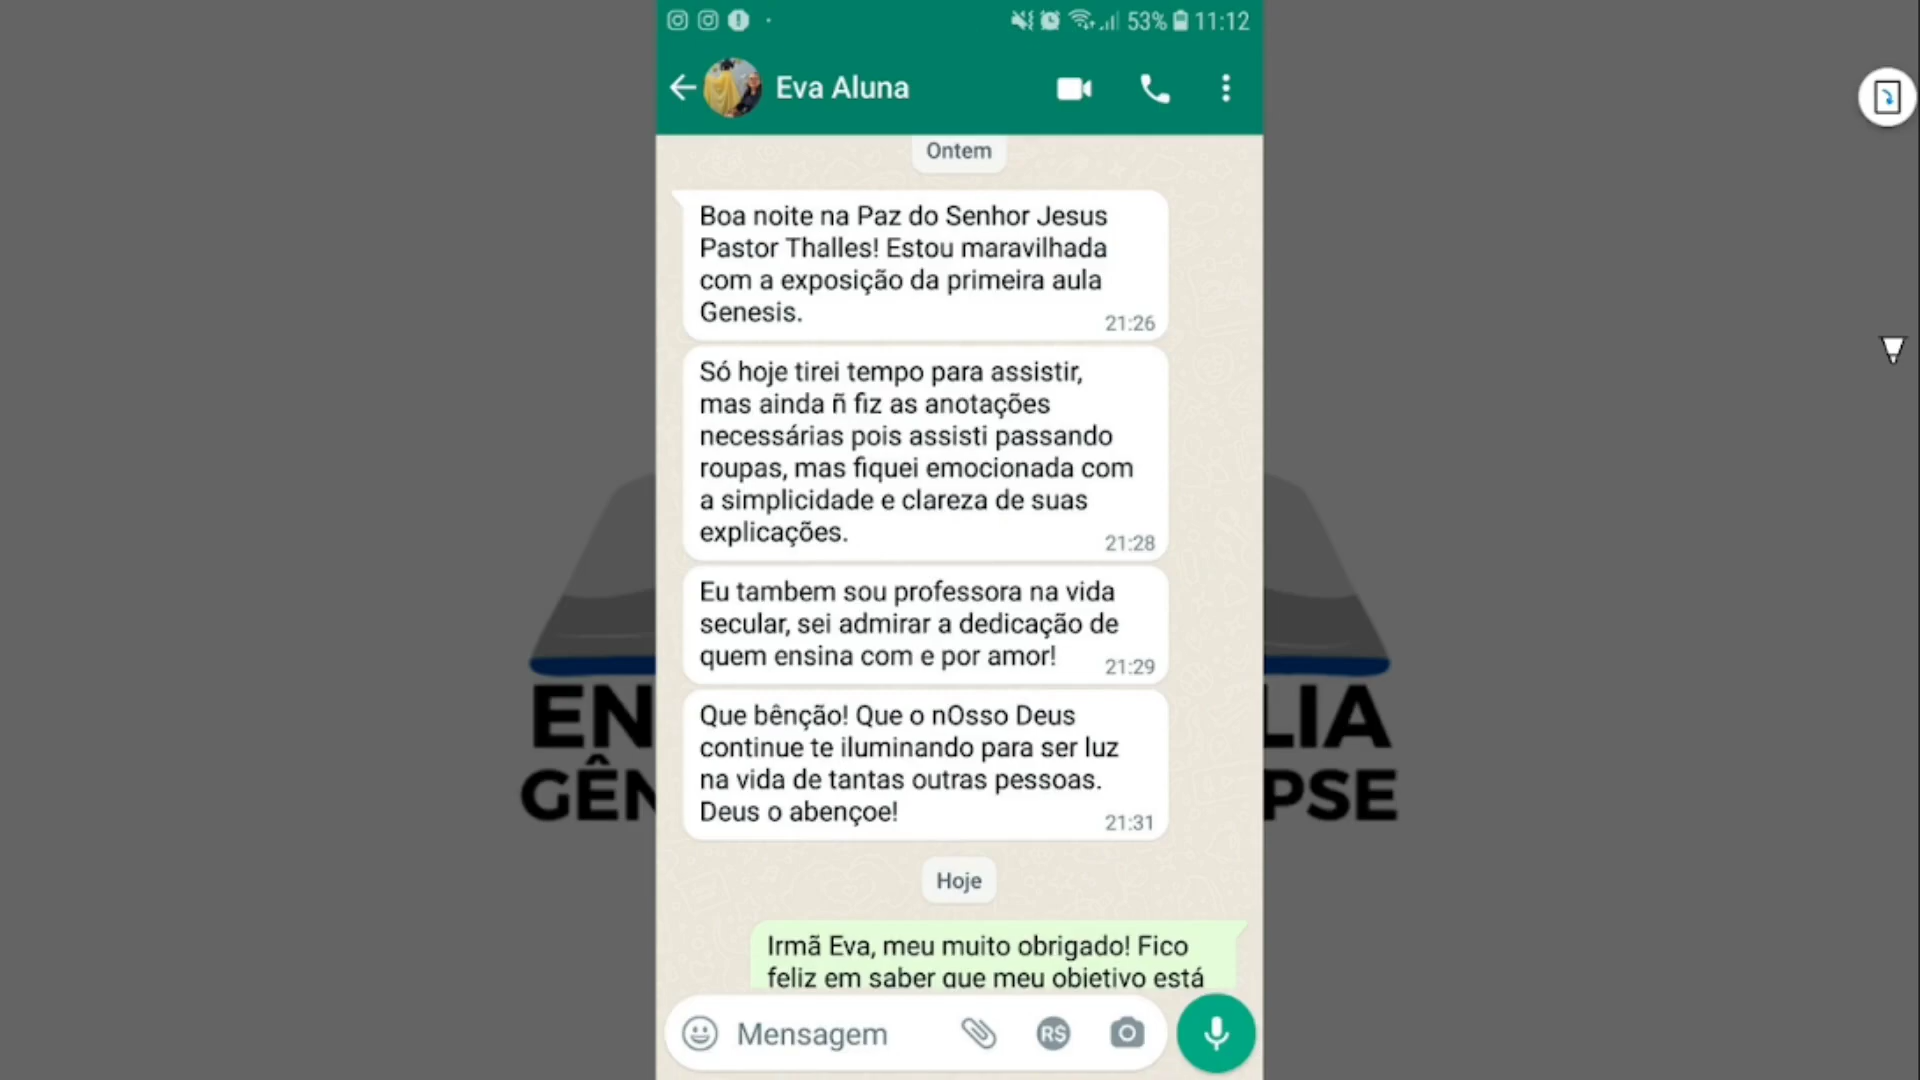 53% 11:12
Eva Aluna
Ontem
Boa noite na Paz do Senhor Jesus
Pastor Thalles! Estou maravilhada
com a exposição da primeira aula
Genesis.
21:26
Só hoje tirei tempo para assistir,
mas ainda ñ fiz as anotações
necessárias pois assisti passando
roupas, mas fiquei emocionada com
a simplicidade e clareza de suas
explicações.
21:28
Eu tambem sou professora na vida
secular, sei admirar a dedicação de
quem ensina com e por amor!
21:29
Que bênção! Que o nOsso Deus
continue te iluminando para ser luz
na vida de tantas outras pessoas.
Deus o abençoe!
21:31
Hoje
Irmã Eva, meu muito obrigado! Fico
feliz em saber que meu objetivo está
Mensagem
R$
EN LIA
GÊN PSE